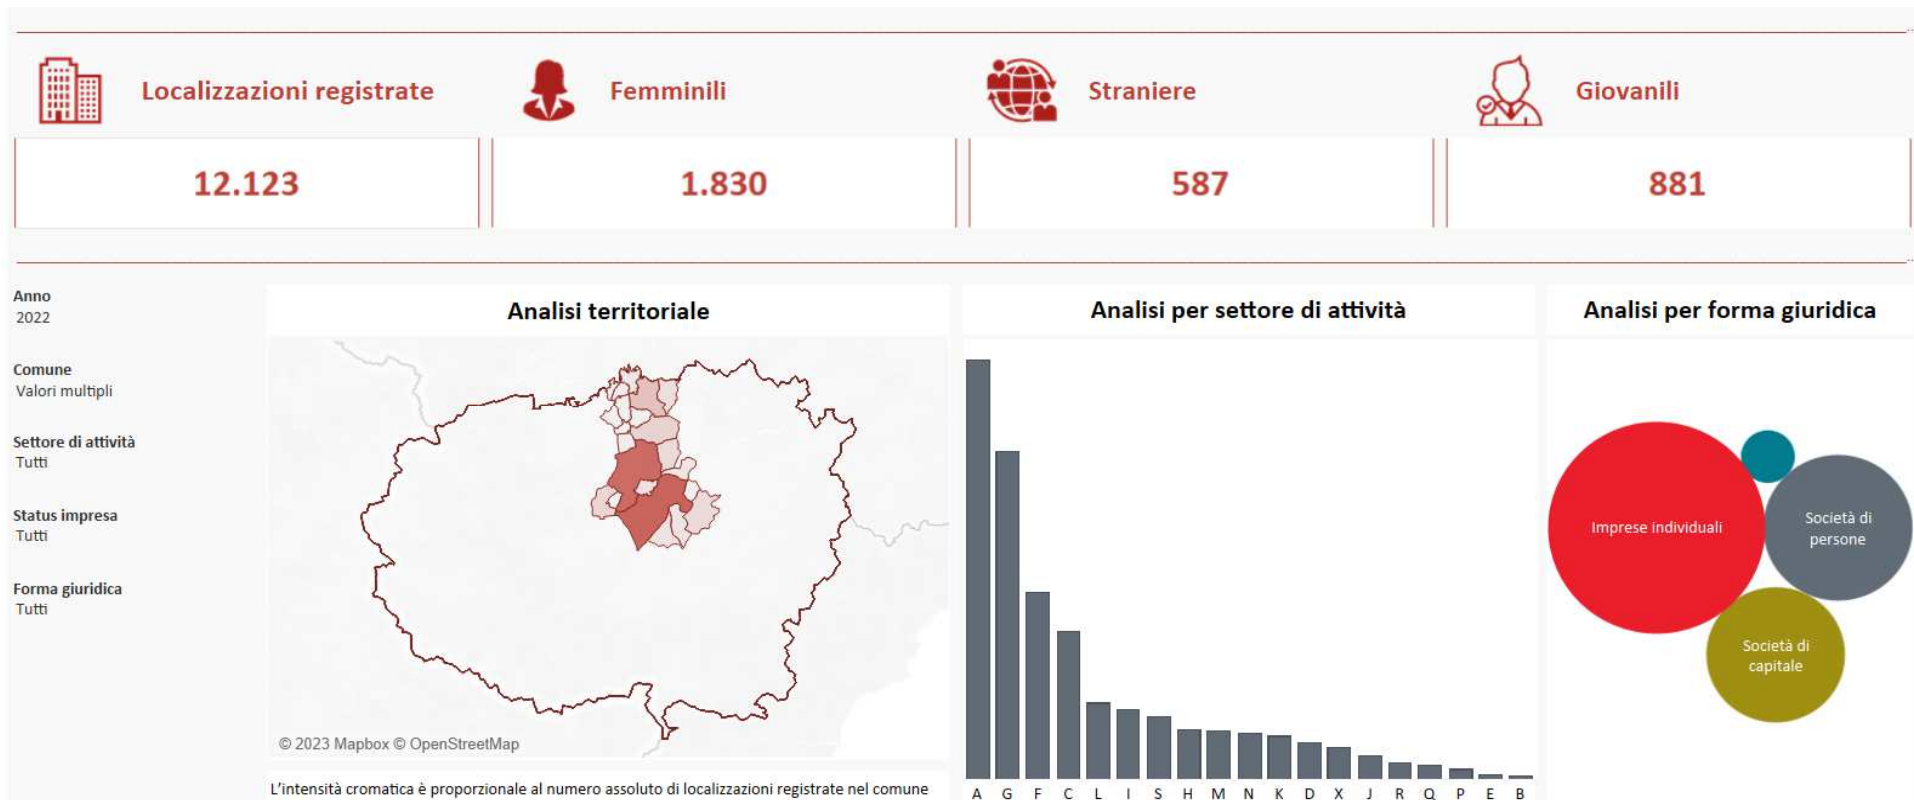 Localizzazioni registrate
Femminili
Straniere
Giovanili
12.123
1.830
587
881
Anno
2022
Comune
Valori multipli
Settore di attività
Tutti
Status impresa
Tutti
Forma giuridica
Tutti
Analisi territoriale
© 2023 Mapbox © OpenStreetMap
L'intensità cromatica è proporzionale al numero assoluto di localizzazioni registrate nel comune
Analisi per settore di attività
A G F C L I S H M N K D X J R Q P E B
Analisi per forma giuridica
Imprese individuali
Società di
persone
Società di
capitale